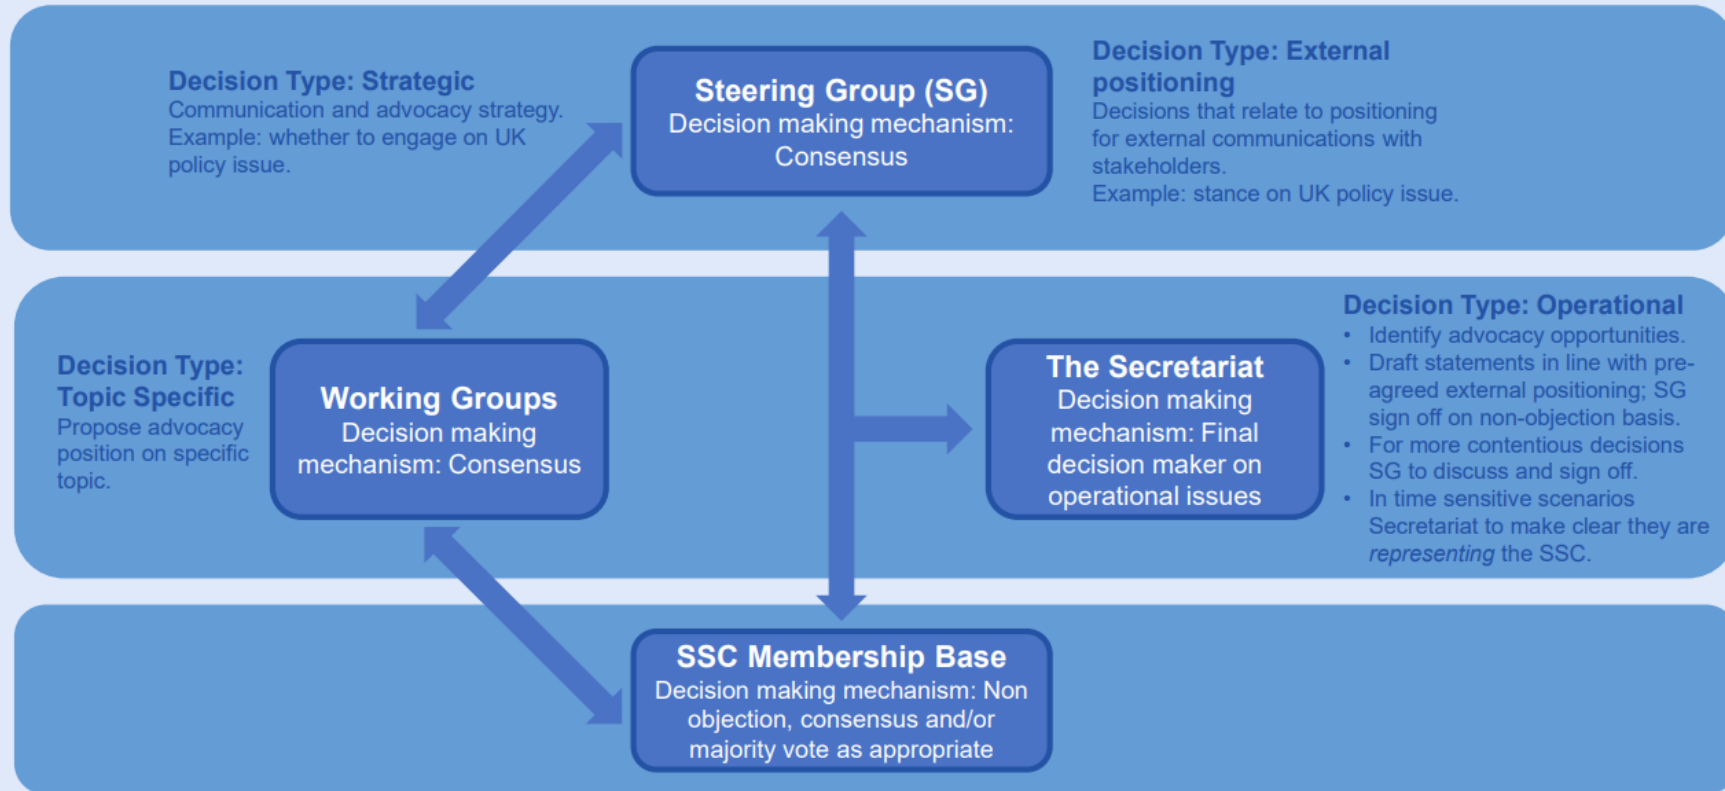 Decision Type: Strategic
Communication and advocacy strategy.
Example: whether to engage on UK
policy issue.
Steering Group (SG)
Decision making mechanism:
Consensus
Decision Type: External
positioning
Decisions that relate to positioning
for external communications with
stakeholders.
Example: stance on UK policy issue.
Decision Type:
Topic Specific
Propose advocacy
position on specific
topic.
Working Groups
Decision making
mechanism: Consensus
The Secretariat
Decision making
mechanism: Final
decision maker on
operational issues
Decision Type: Operational
• Identify advocacy opportunities.
• Draft statements in line with pre-
agreed external positioning; SG
sign off on non-objection basis.
• For more contentious decisions
SG to discuss and sign off.
• In time sensitive scenarios
Secretariat to make clear they are
representing the SSC.
SSC Membership Base
Decision making mechanism: Non
objection, consensus and/or
majority vote as appropriate